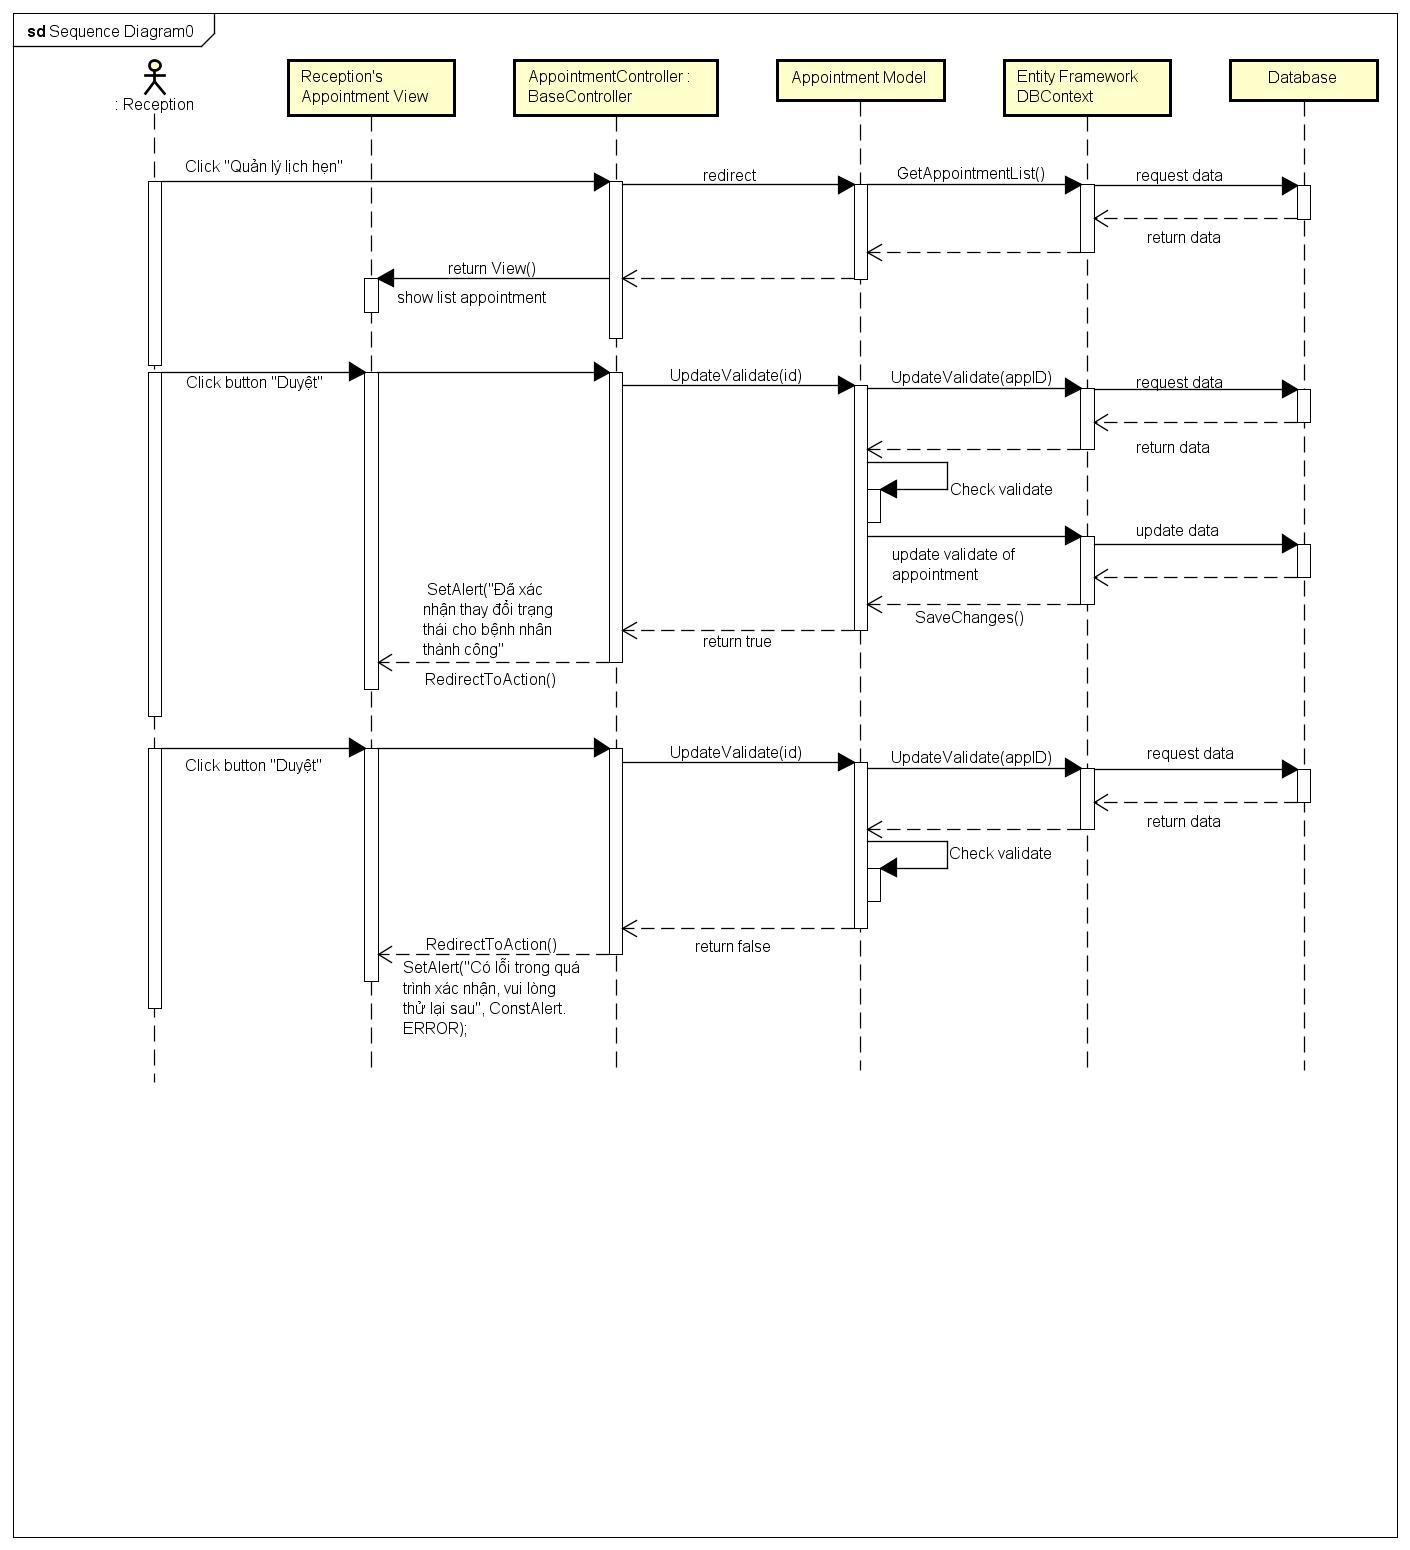 sd Sequence Diagram0
: Reception
Reception's
Appointment View
AppointmentController :
BaseController
Appointment Model
Entity Framework
DBContext
Database
Click "Quản lý lịch hẹn"
redirect
GetAppointmentList()
request data
return data
return View()
show list appointment
Click button "Duyệt"
UpdateValidate(id)
UpdateValidate(appID)
request data
return data
Check validate
update data
update validate of
appointment
SetAlert("Đã xác
nhận thay đổi trạng
thái cho bệnh nhân
thành công"
SaveChanges()
return true
RedirectToAction()
Click button "Duyệt"
UpdateValidate(id)
UpdateValidate(appID)
request data
return data
Check validate
return false
RedirectToAction()
SetAlert("Có lỗi trong quá
trình xác nhận, vui lòng
thử lại sau", ConstAlert.
ERROR);